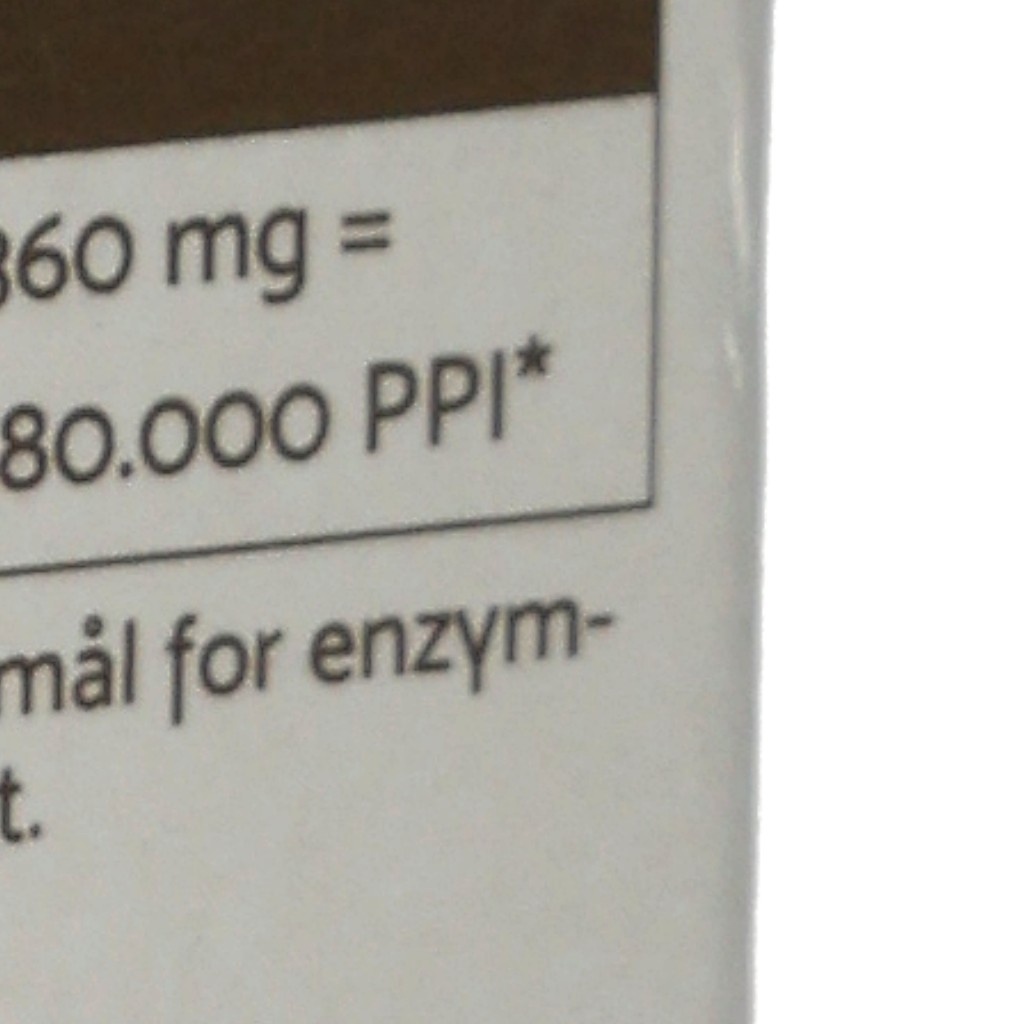 360 mg =
80.000 PPI*
mål for enzym-
t.